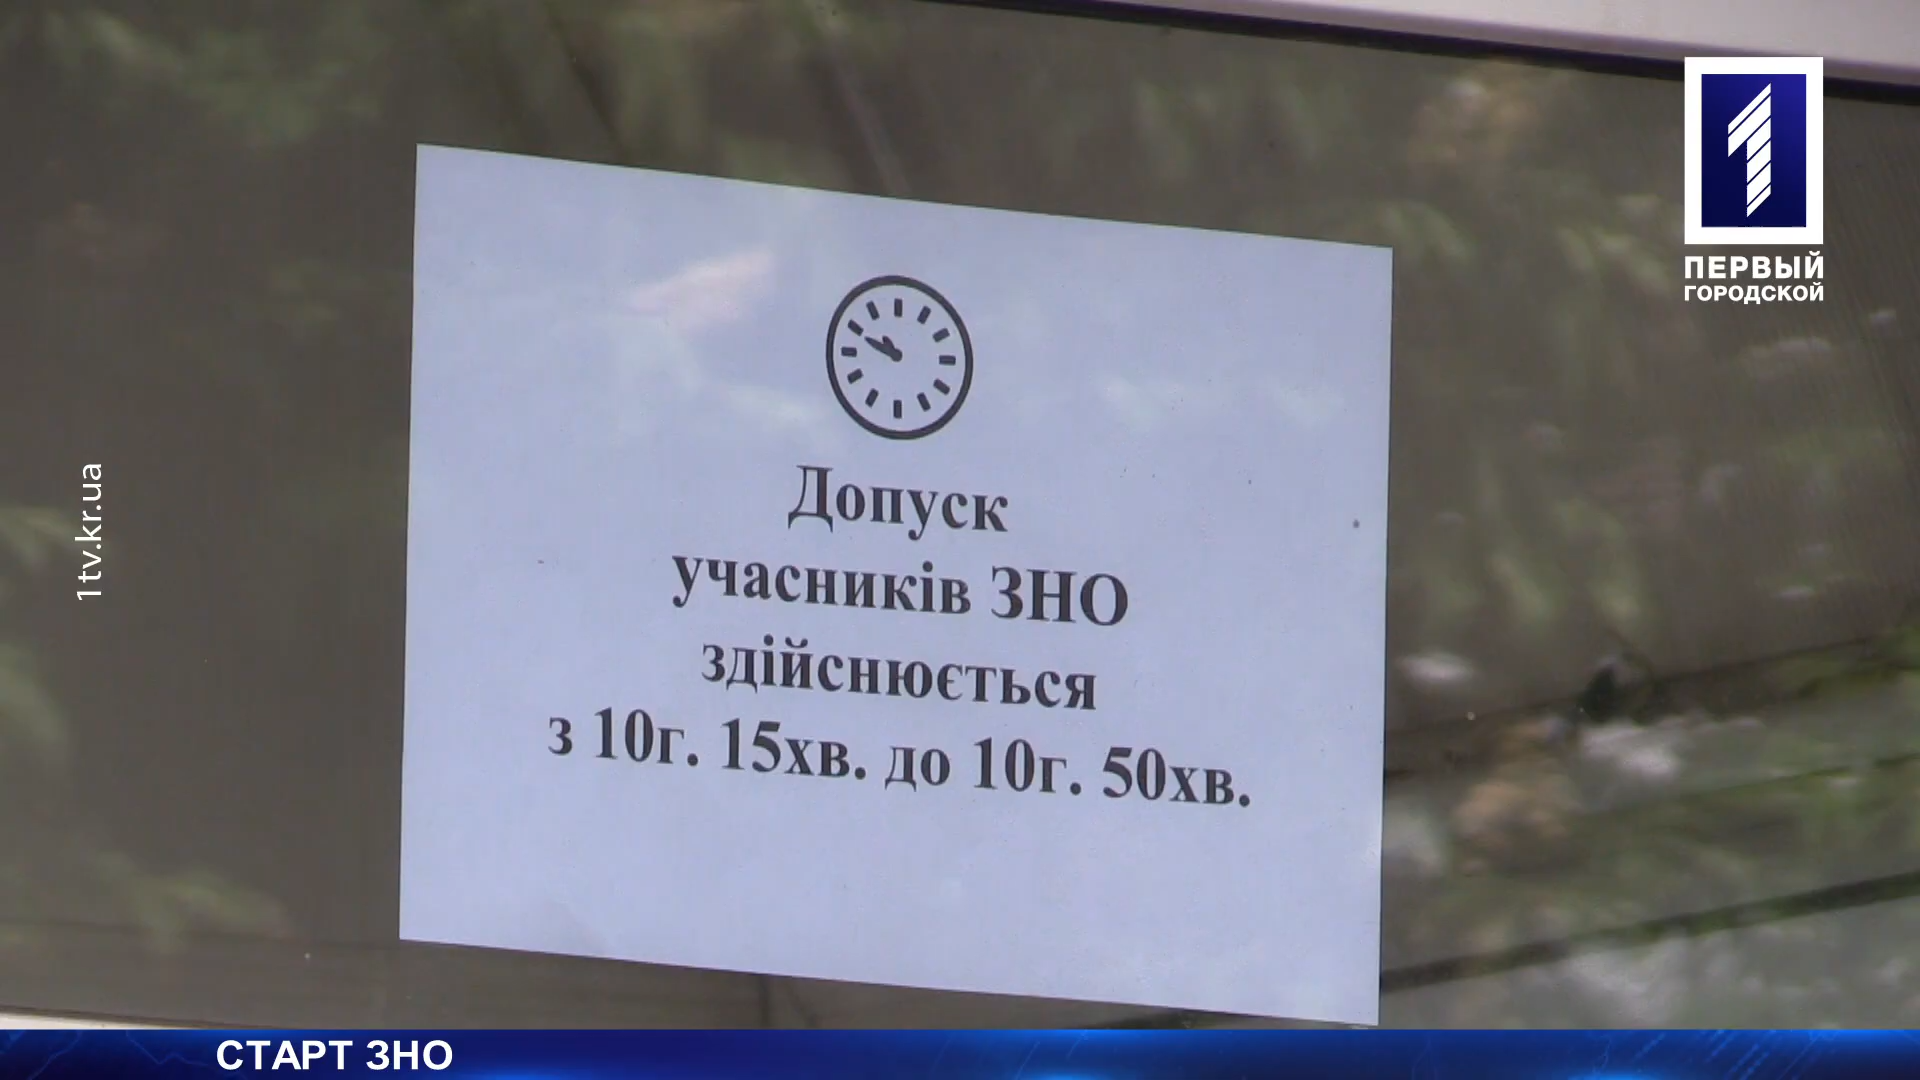 ПЕРВЫЙ
ГОРОДСКОЙ
1tv.kr.ua
Допуск
учасників ЗНО
здійснюється
з 10г. 15хв. до 10г. 50хв.
СТАРТ ЗНО